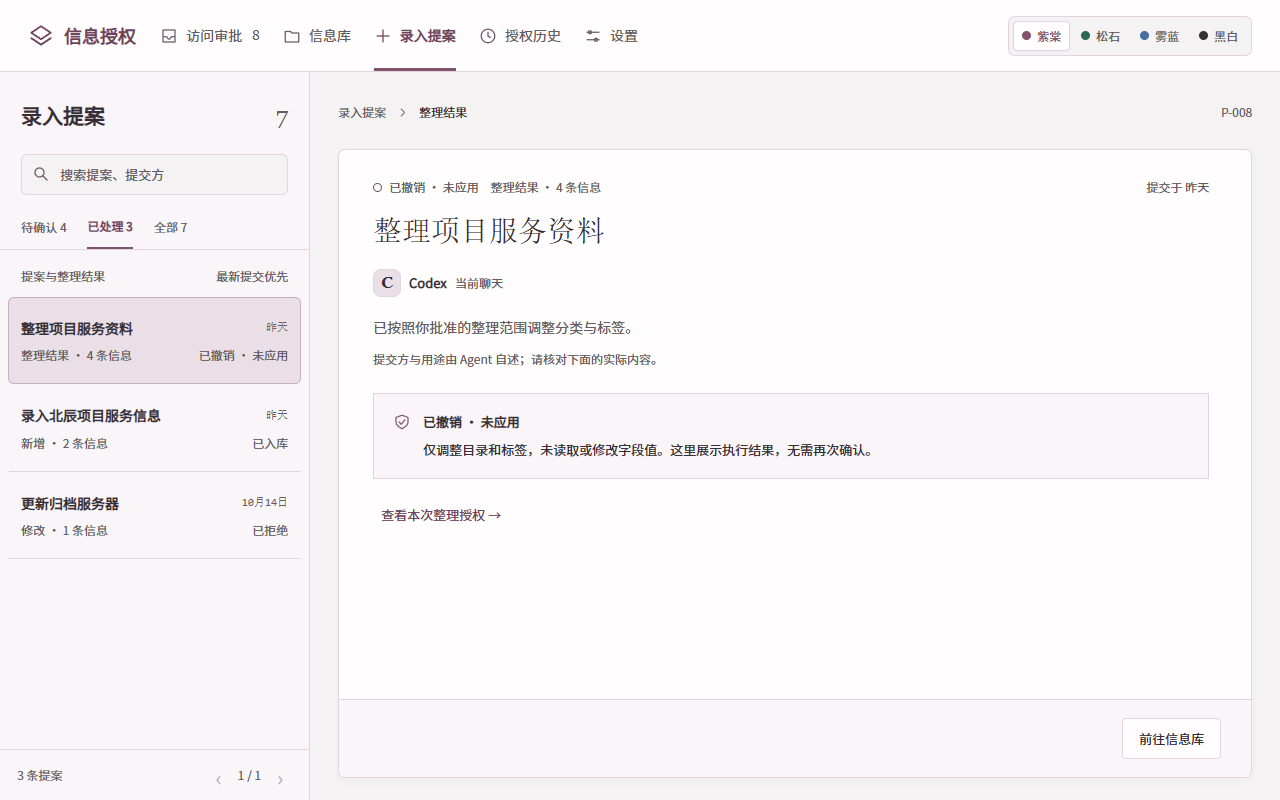 信息授权
访问审批 8
信息库
录入提案
授权历史
设置
紫棠
松石
雾蓝
黑白
录入提案
7
搜索提案、提交方
待确认 4
已处理 3
全部 7
提案与整理结果
最新提交优先
整理项目服务资料
昨天
整理结果 · 4 条信息
已撤销 · 未应用
录入北辰项目服务信息
昨天
新增 · 2 条信息
已入库
更新归档服务器
10月14日
修改 · 1 条信息
已拒绝
3 条提案
‹ 1 / 1 ›
录入提案 › 整理结果
P-008
已撤销 · 未应用 整理结果 · 4 条信息
提交于 昨天
整理项目服务资料
C Codex 当前聊天
已按照你批准的整理范围调整分类与标签。
提交方与用途由 Agent 自述；请核对下面的实际内容。
已撤销 · 未应用
仅调整目录和标签，未读取或修改字段值。这里展示执行结果，无需再次确认。
查看本次整理授权 →
前往信息库